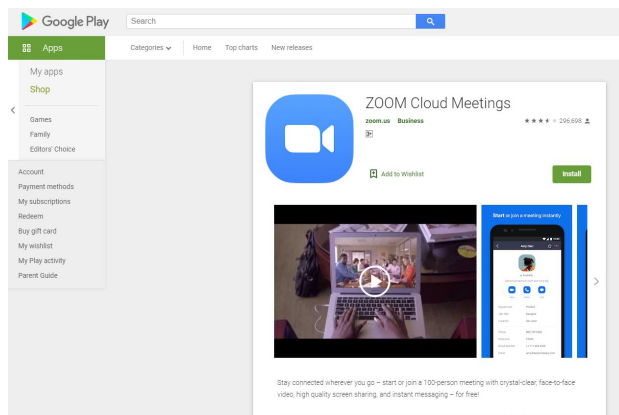 Google Play
Search
Apps
Categories
Home
Top charts
New releases
My apps
Shop
Games
Family
Editors' Choice
Account
Payment methods
My subscriptions
Redeem
Buy gift card
My wishlist
My Play activity
Parent Guide
ZOOM Cloud Meetings
zoom.us Business
296,698
3+
Add to Wishlist
Install
Start or join a meeting instantly
Stay connected wherever you go – start or join a 100-person meeting with crystal-clear, face-to-face
video, high quality screen sharing, and instant messaging – for free!